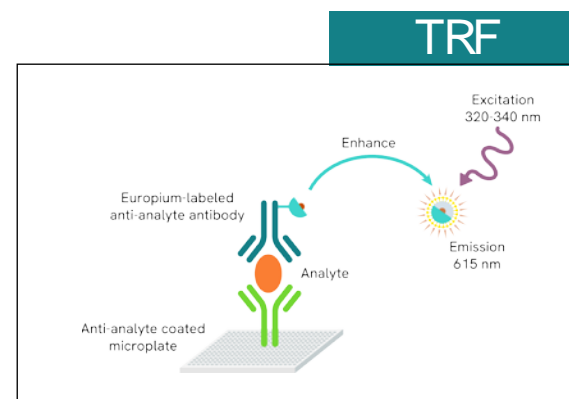 TRF
Excitation
320-340 nm
Enhance
Europium-labeled
anti-analyte antibody
Emission
615 nm
Analyte
Anti-analyte coated
microplate